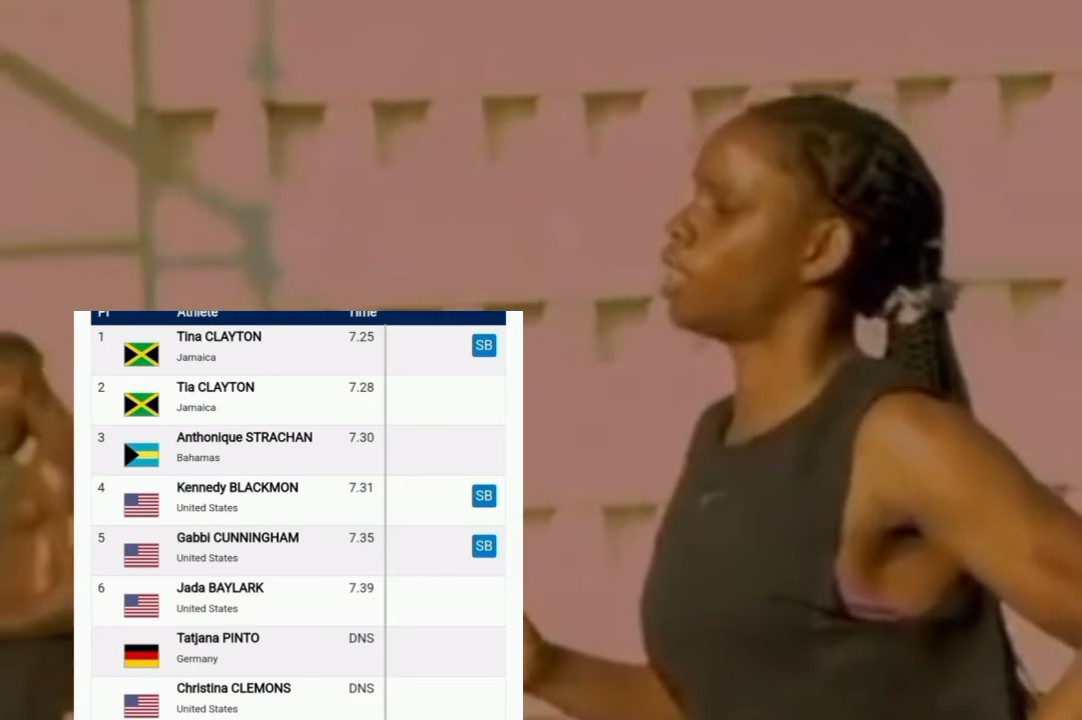 Pl Athlete Time
1 Tina CLAYTON 7.25 SB
Jamaica
2 Tia CLAYTON 7.28
Jamaica
3 Anthonique STRACHAN 7.30
Bahamas
4 Kennedy BLACKMON 7.31 SB
United States
5 Gabbi CUNNINGHAM 7.35 SB
United States
6 Jada BAYLARK 7.39
United States
Tatjana PINTO DNS
Germany
Christina CLEMONS DNS
United States